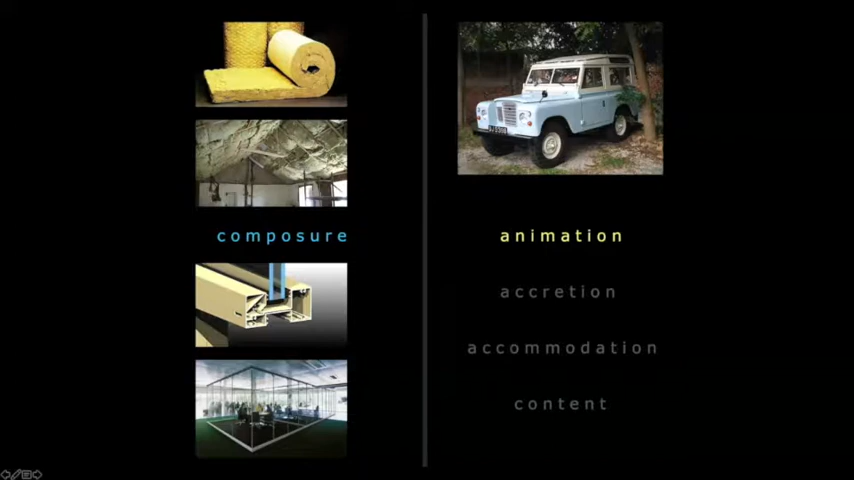 composure
animation
accretion
accommodation
content